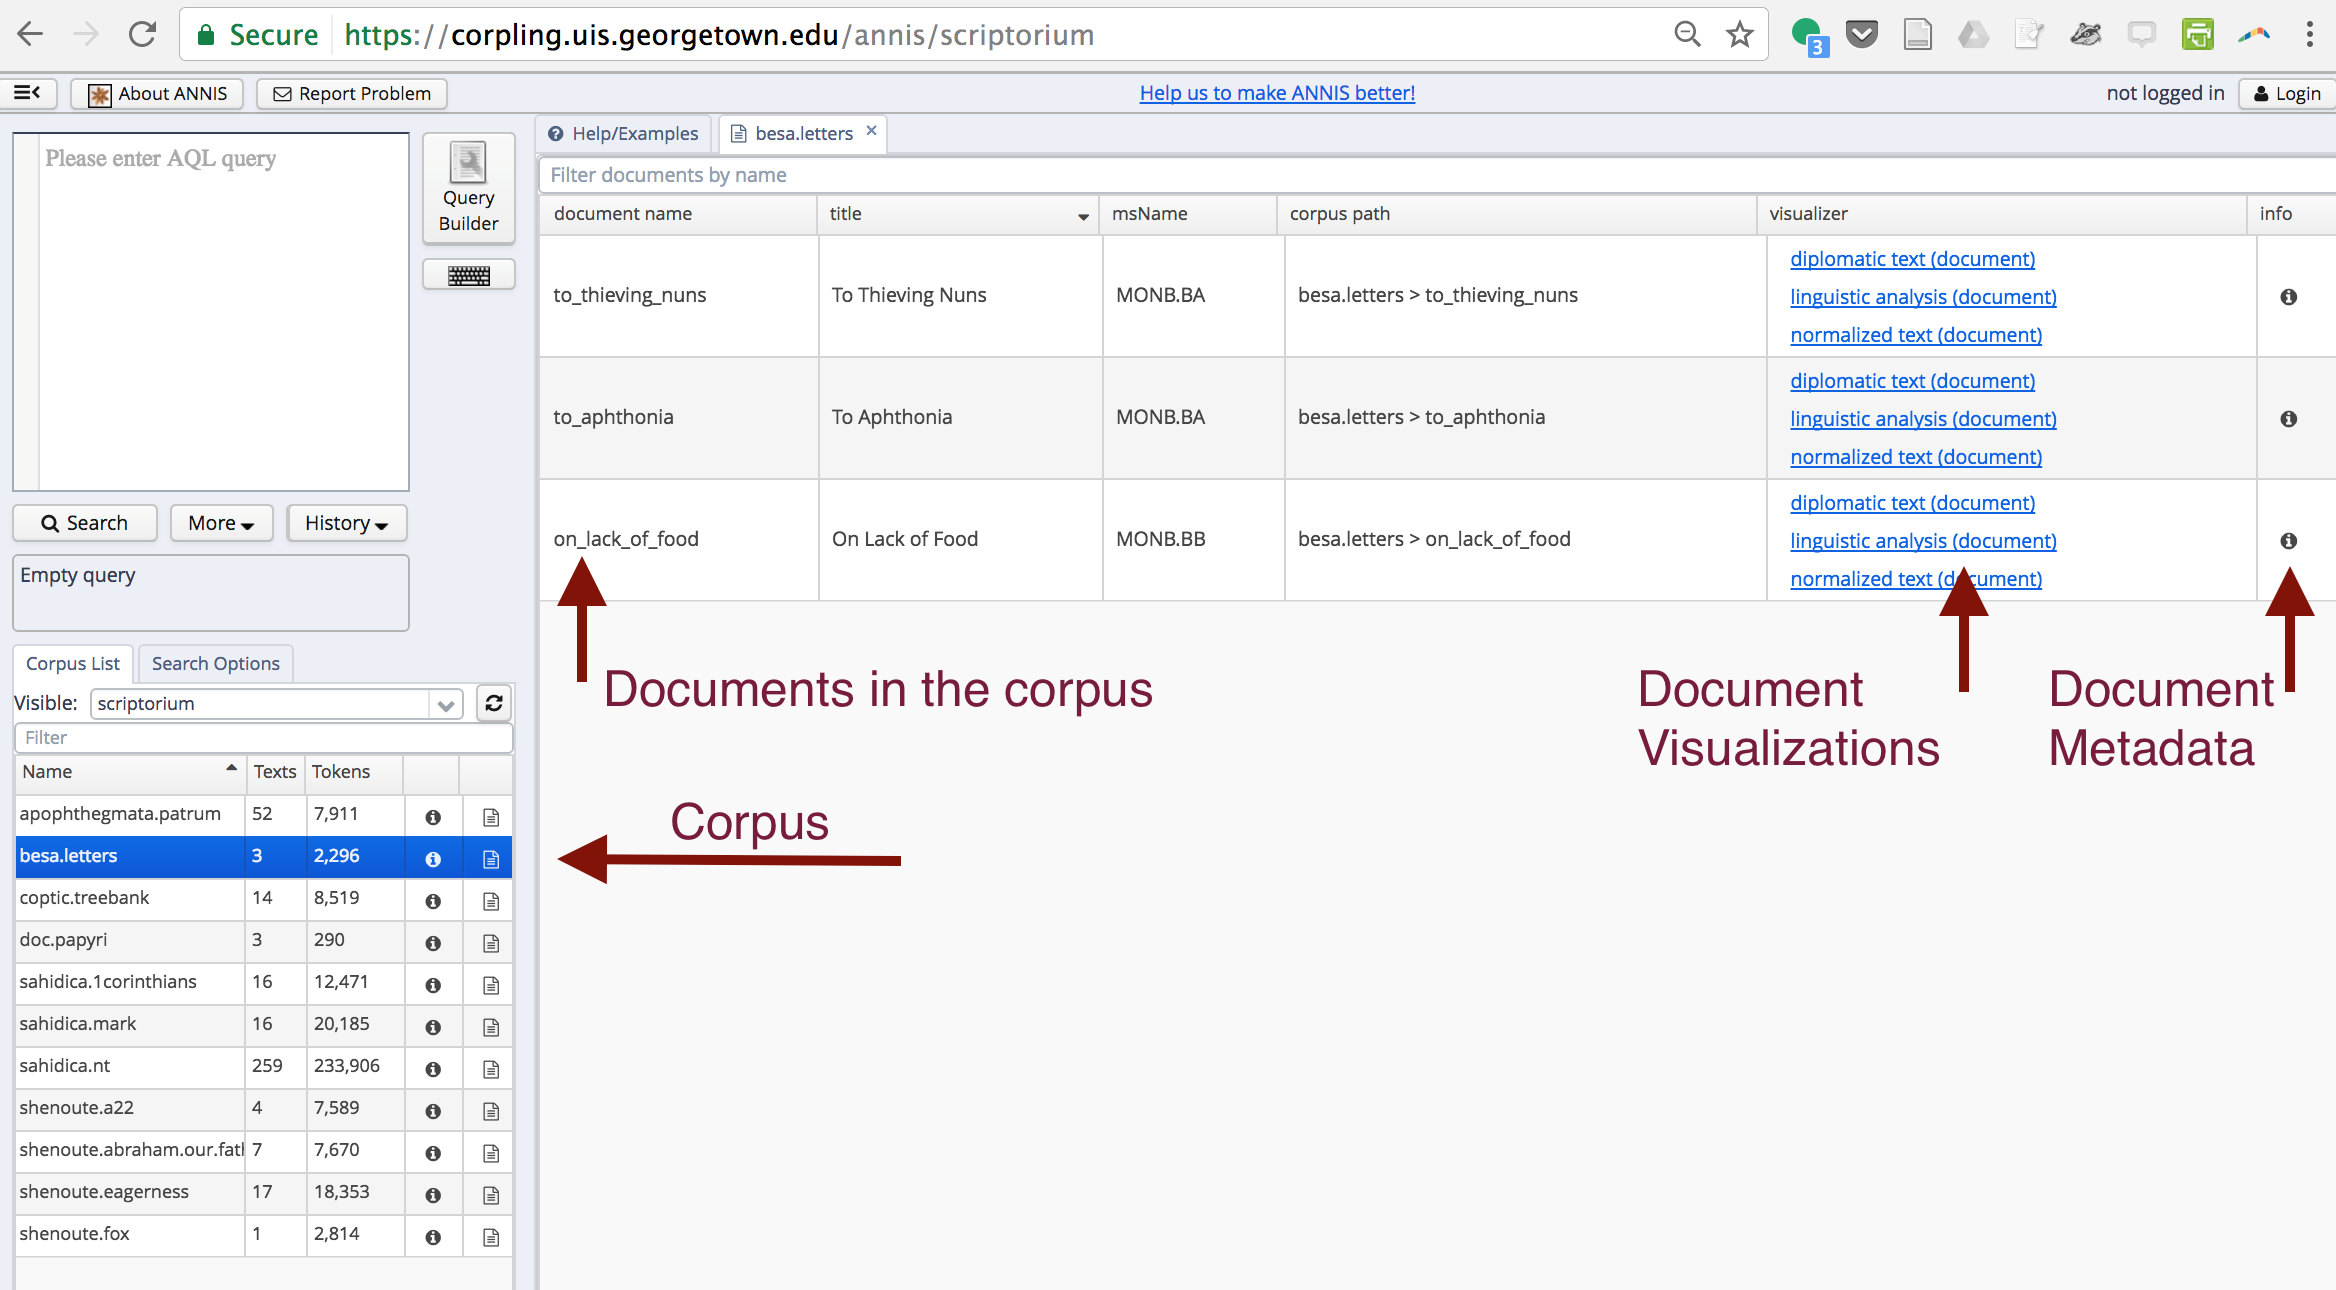 Secure https://corpling.uis.georgetown.edu/annis/scriptorium
3
About ANNIS
Report Problem
Help us to make ANNIS better!
not logged in
Login
Please enter AQL query
Query
Builder
Search
More
History
Empty query
Corpus List
Search Options
Visible:
scriptorium
Filter
Name Texts Tokens
apophthegmata.patrum 52 7,911
besa.letters 3 2,296
coptic.treebank 14 8,519
doc.papyri 3 290
sahidica.1corinthians 16 12,471
sahidica.mark 16 20,185
sahidica.nt 259 233,906
shenoute.a22 4 7,589
shenoute.abraham.our.fath 7 7,670
shenoute.eagerness 17 18,353
shenoute.fox 1 2,814
Help/Examples
besa.letters
Filter documents by name
document name title msName corpus path visualizer info
to_thieving_nuns To Thieving Nuns MONB.BA besa.letters > to_thieving_nuns
diplomatic text (document)
linguistic analysis (document)
normalized text (document)
to_aphthonia To Aphthonia MONB.BA besa.letters > to_aphthonia
diplomatic text (document)
linguistic analysis (document)
normalized text (document)
on_lack_of_food On Lack of Food MONB.BB besa.letters > on_lack_of_food
diplomatic text (document)
linguistic analysis (document)
normalized text (document)
Documents in the corpus
Document
Visualizations
Document
Metadata
Corpus